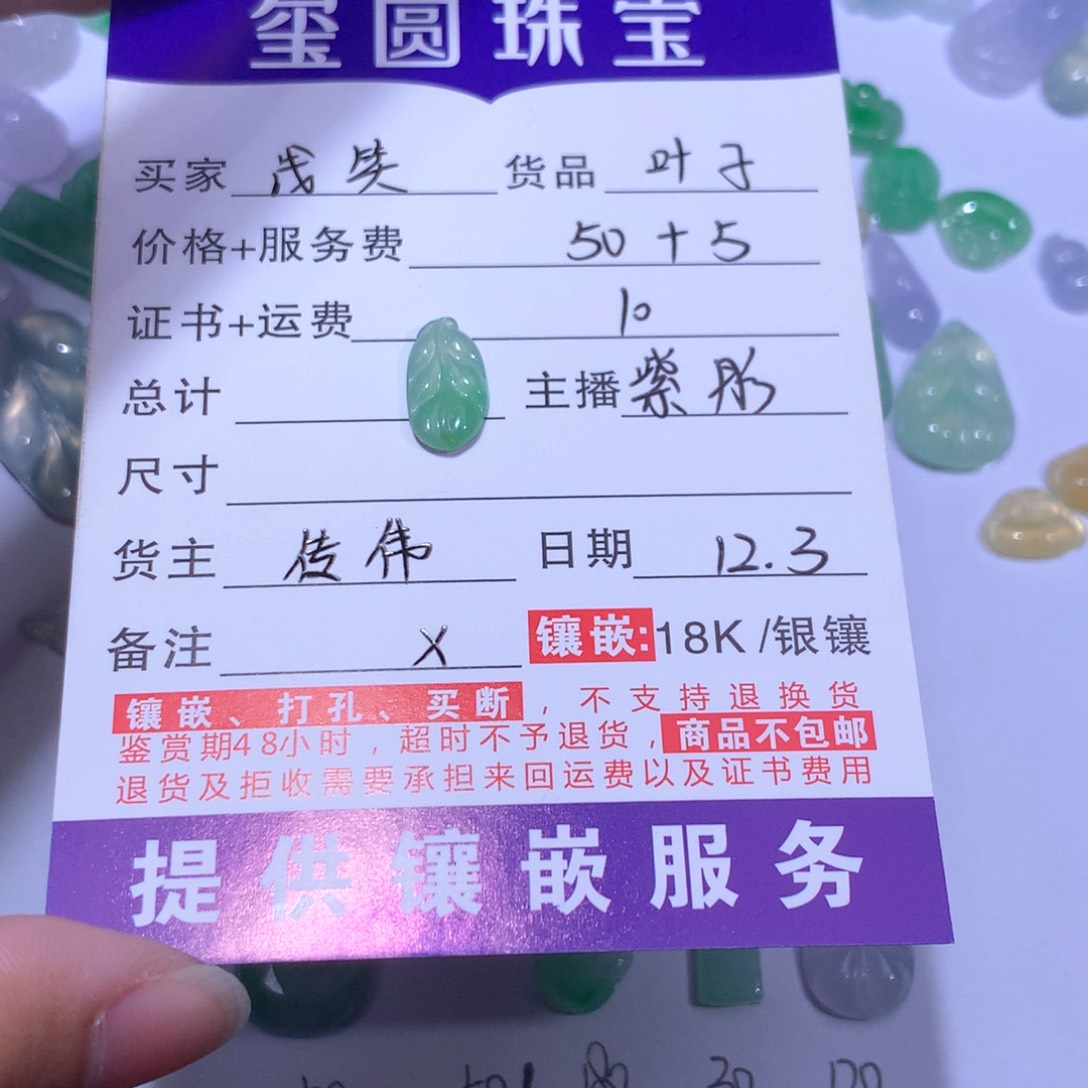 玺圆珠宝
买家 浅笑 货品 叶子
价格+服务费 50+5
证书+运费 10
总计 主播 紫彤
尺寸
货主 传伟 日期 12.3
备注 X 镶嵌:18K/银镶
镶嵌、打孔、买断，不支持退换货
鉴赏期48小时，超时不予退货，商品不包邮
退货及拒收需要承担来回运费以及证书费用
提供镶嵌服务
30 120